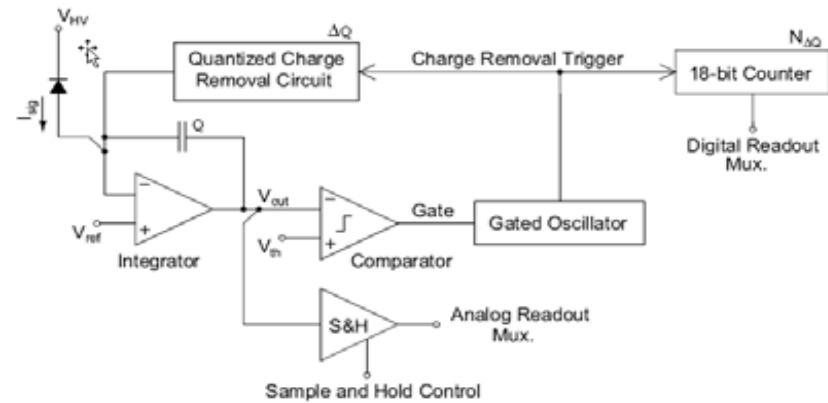 V_HV
ΔQ
Quantized Charge
Removal Circuit
Charge Removal Trigger
N_ΔQ
18-bit Counter
I_sig
Q
Digital Readout
Mux.
V_out
Gate
Gated Oscillator
V_ref
Integrator
V_th
Comparator
S&H
Analog Readout
Mux.
Sample and Hold Control